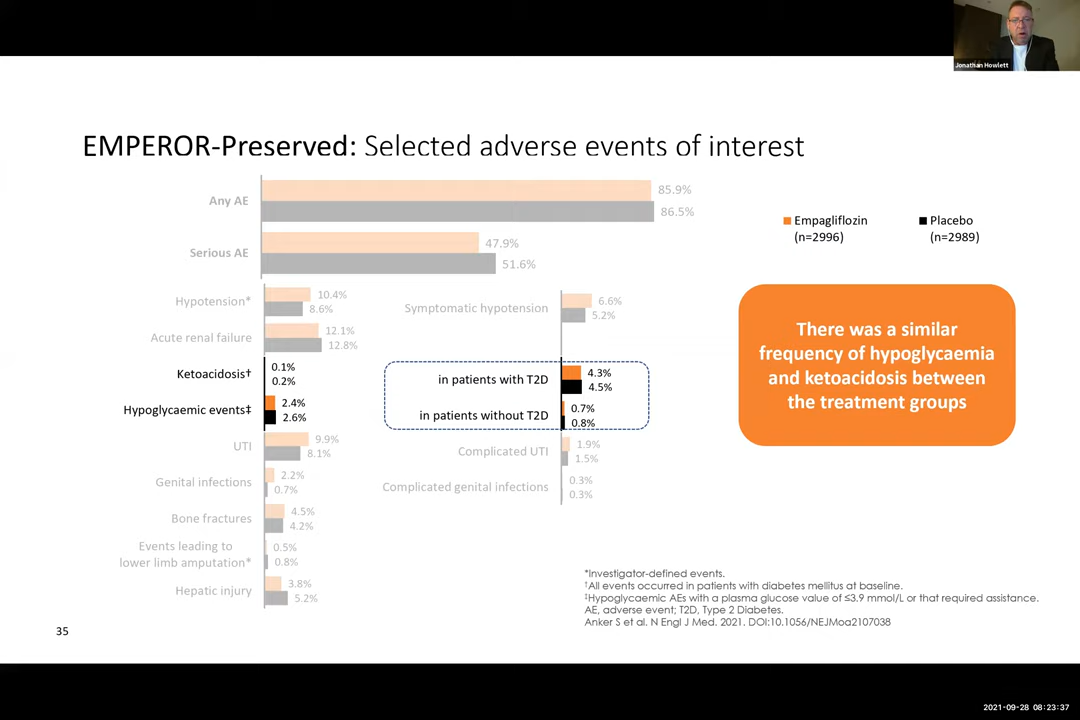 Jonathan Howlett
EMPEROR-Preserved: Selected adverse events of interest
Any AE
85.9%
86.5%
Serious AE
47.9%
51.6%
Empagliflozin
(n=2996)
Placebo
(n=2989)
Hypotension*
10.4%
8.6%
Symptomatic hypotension
6.6%
5.2%
Acute renal failure
12.1%
12.8%
Ketoacidosis†
0.1%
0.2%
in patients with T2D
4.3%
4.5%
Hypoglycaemic events‡
2.4%
2.6%
in patients without T2D
0.7%
0.8%
UTI
9.9%
8.1%
Complicated UTI
1.9%
1.5%
Genital infections
2.2%
0.7%
Complicated genital infections
0.3%
0.3%
Bone fractures
4.5%
4.2%
Events leading to
lower limb amputation*
0.5%
0.8%
Hepatic injury
3.8%
5.2%
There was a similar
frequency of hypoglycaemia
and ketoacidosis between
the treatment groups
*Investigator-defined events.
†All events occurred in patients with diabetes mellitus at baseline.
‡Hypoglycaemic AEs with a plasma glucose value of ≤3.9 mmol/L or that required assistance.
AE, adverse event; T2D, Type 2 Diabetes.
Anker S et al. N Engl J Med. 2021. DOI:10.1056/NEJMoa2107038
35
2021-09-28 08:23:37